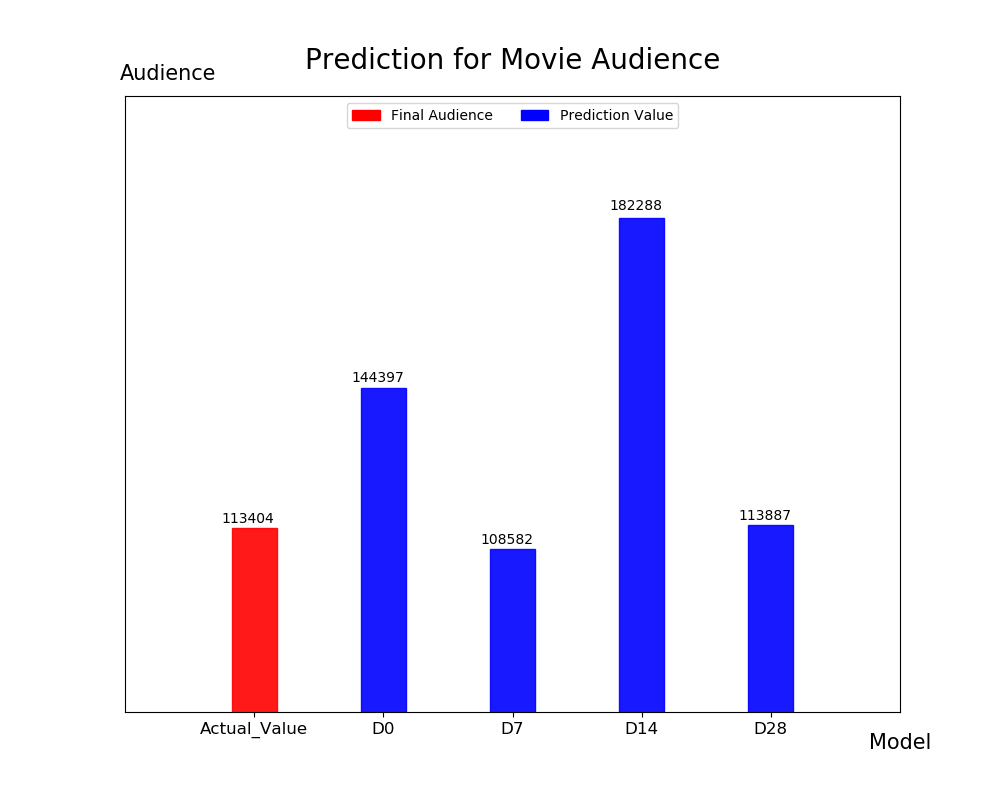 Prediction for Movie Audience
Audience
Final Audience Prediction Value
182288
144397
113404
108582
113887
Actual_Value D0 D7 D14 D28
Model